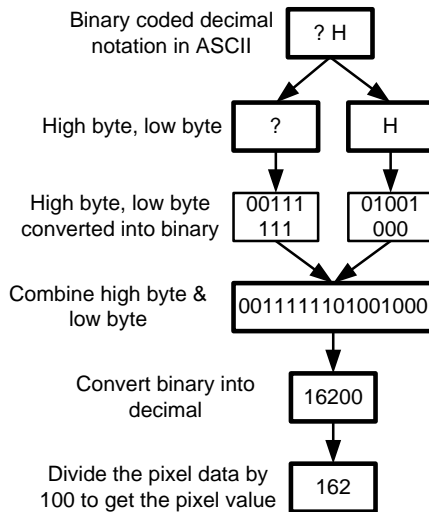 Binary coded decimal
notation in ASCII
? H
High byte, low byte
?
H
High byte, low byte
converted into binary
00111
111
01001
000
Combine high byte &
low byte
0011111101001000
Convert binary into
decimal
16200
Divide the pixel data by
100 to get the pixel value
162